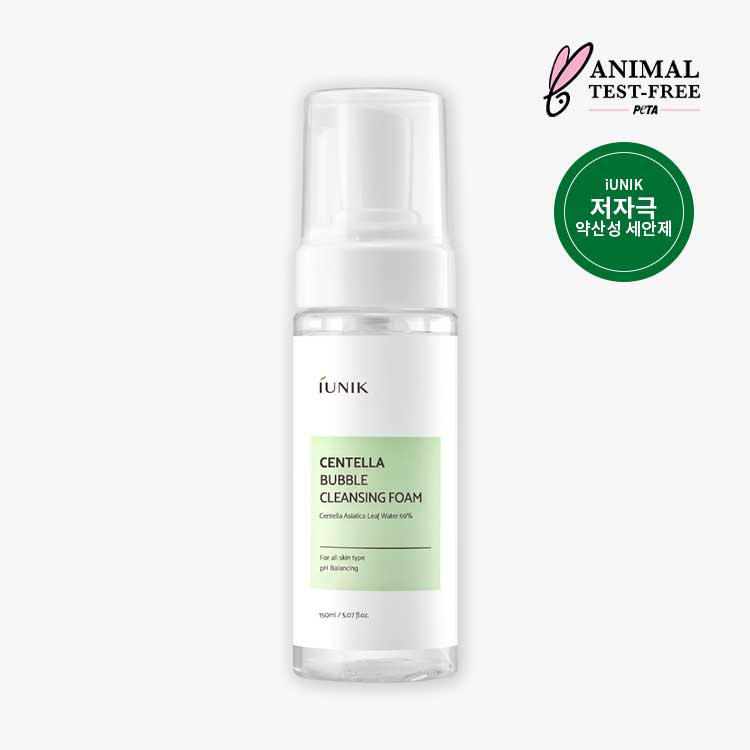 ANIMAL
TEST-FREE
PeTA
iUNIK
저자극
약산성 세안제
iUNIK
CENTELLA
BUBBLE
CLEANSING FOAM
Centella Asiatica Leaf Water 69%
For all skin type
pH Balancing
150ml / 5.07 fl.oz.